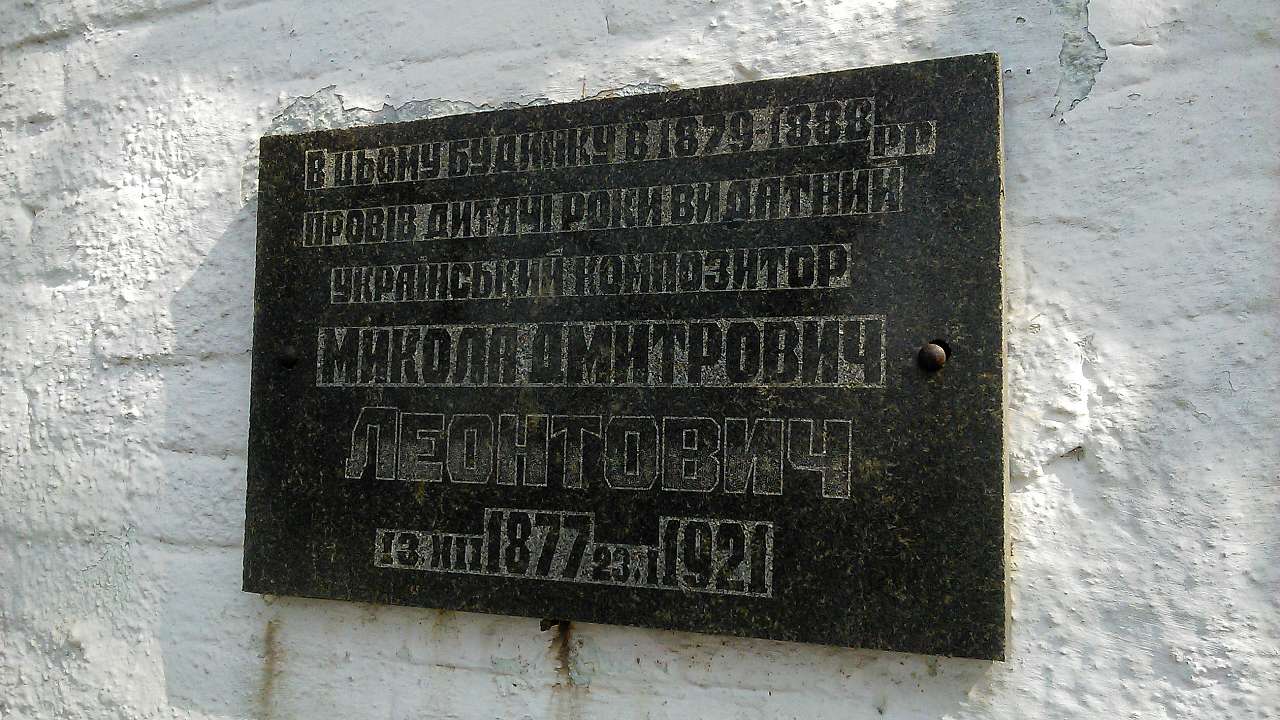 В ЦЬОМУ БУДИНКУ В 1879-1888 РР
ПРОВІВ ДИТЯЧІ РОКИ ВИДАТНИЙ
УКРАЇНСЬКИЙ КОМПОЗИТОР
МИКОЛА ДМИТРОВИЧ
ЛЕОНТОВИЧ
13.XII 1877 23.I 1921